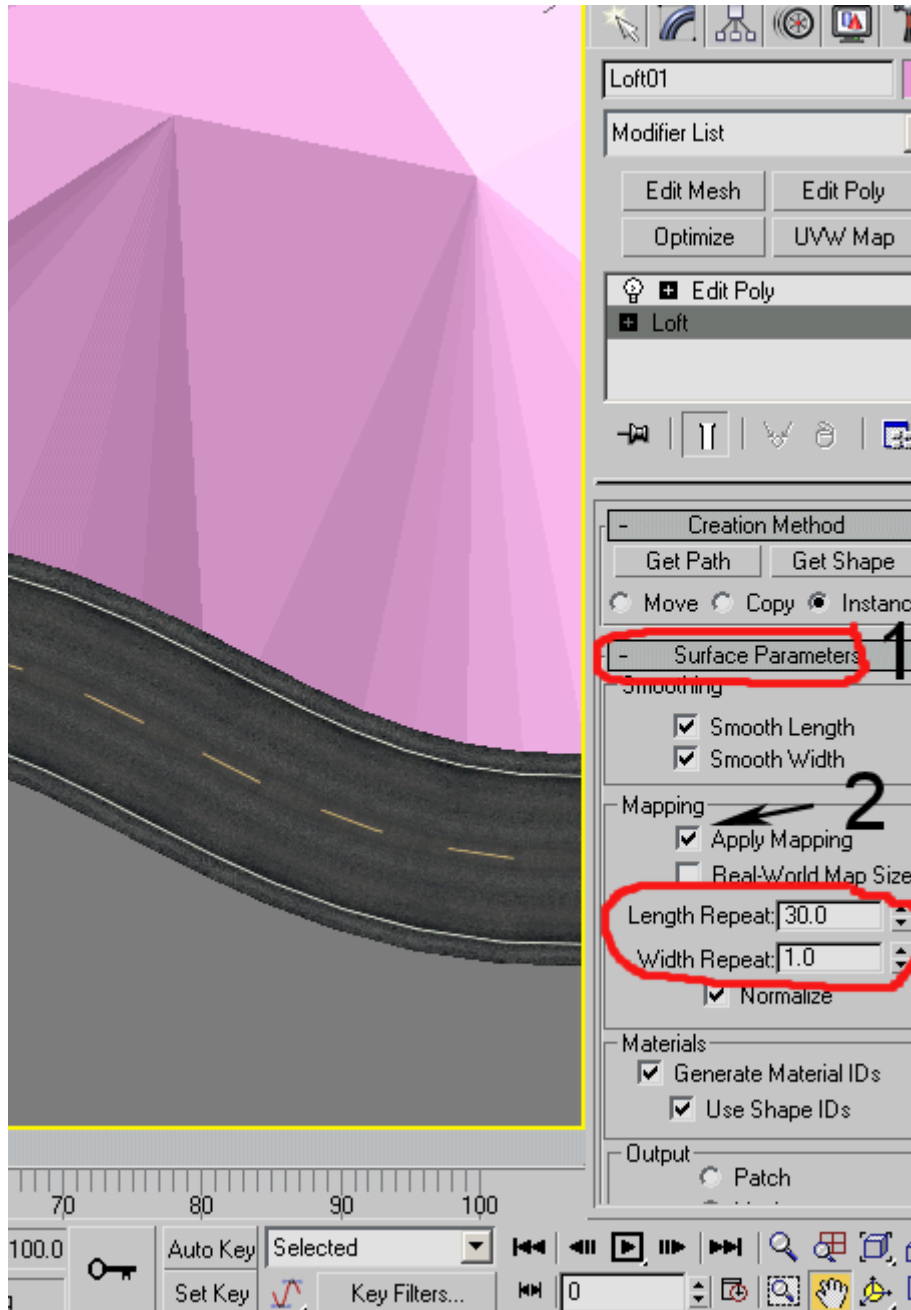 Loft01
Modifier List
Edit Mesh
Edit Poly
Optimize
UVW Map
Edit Poly
Loft
- Creation Method
Get Path
Get Shape
Move
Copy
Instanc
- Surface Parameters
1
Smoothing
Smooth Length
Smooth Width
Mapping
2
Apply Mapping
Real-World Map Size
Length Repeat: 30.0
Width Repeat: 1.0
Normalize
Materials
Generate Material IDs
Use Shape IDs
Output
Patch
70 80 90 100
100.0
Auto Key
Selected
Set Key
Key Filters...
0